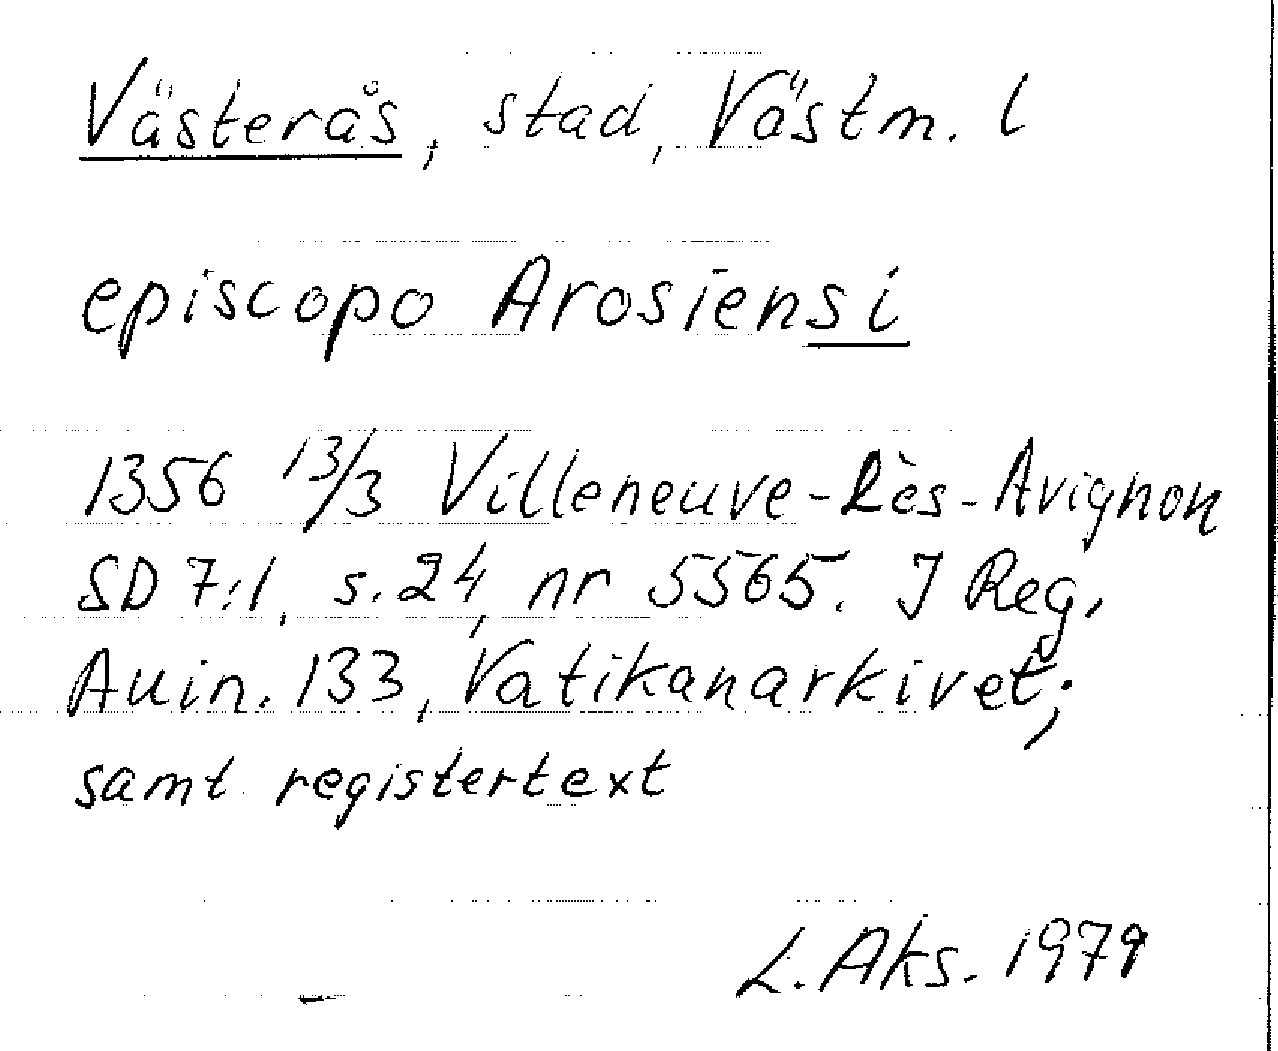 Västerås, stad, Västm. l
episcopo Arosiensi
1356 13/3 Villeneuve-Lès-Avignon
SD 7:1, s. 24, nr 5565. I Reg.
Auin. 133, Vatikanarkivet;
samt registertext
L. Aks. 1979